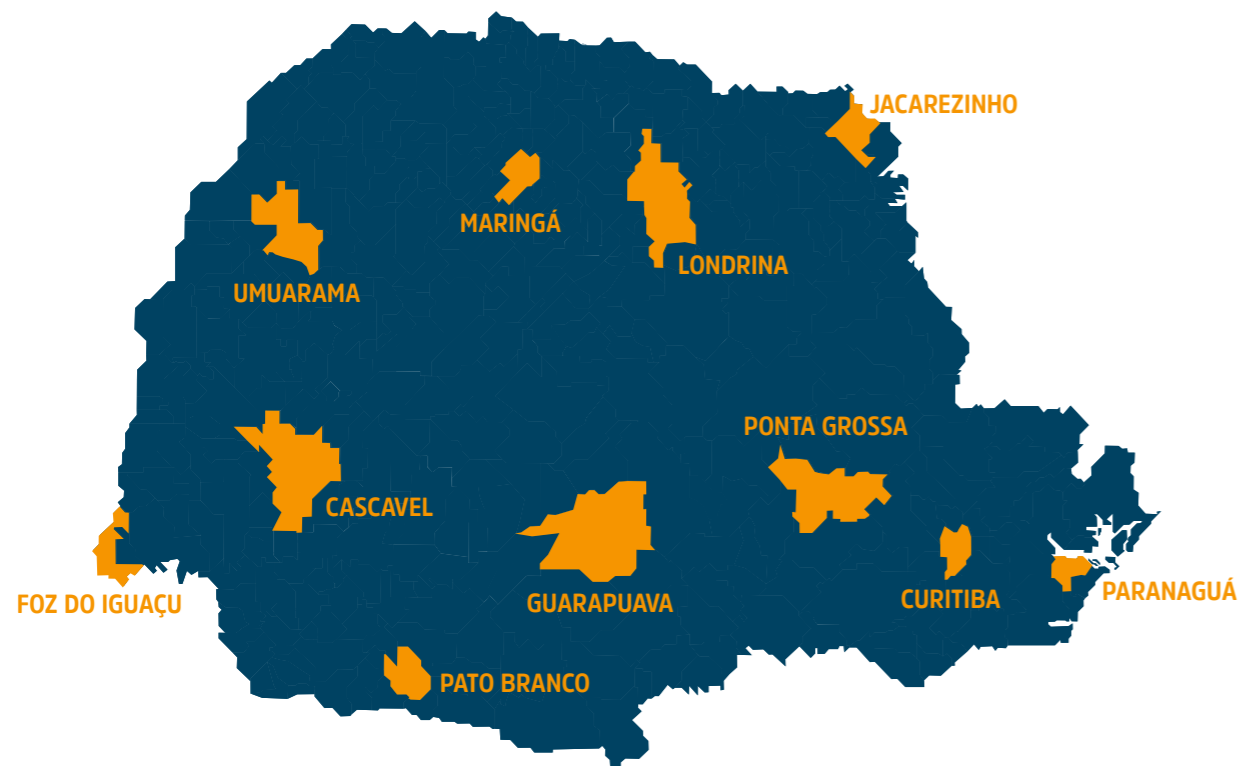 JACAREZINHO
MARINGÁ
LONDRINA
UMUARAMA
PONTA GROSSA
CASCAVEL
FOZ DO IGUAÇU
GUARAPUAVA
CURITIBA
PARANAGUÁ
PATO BRANCO